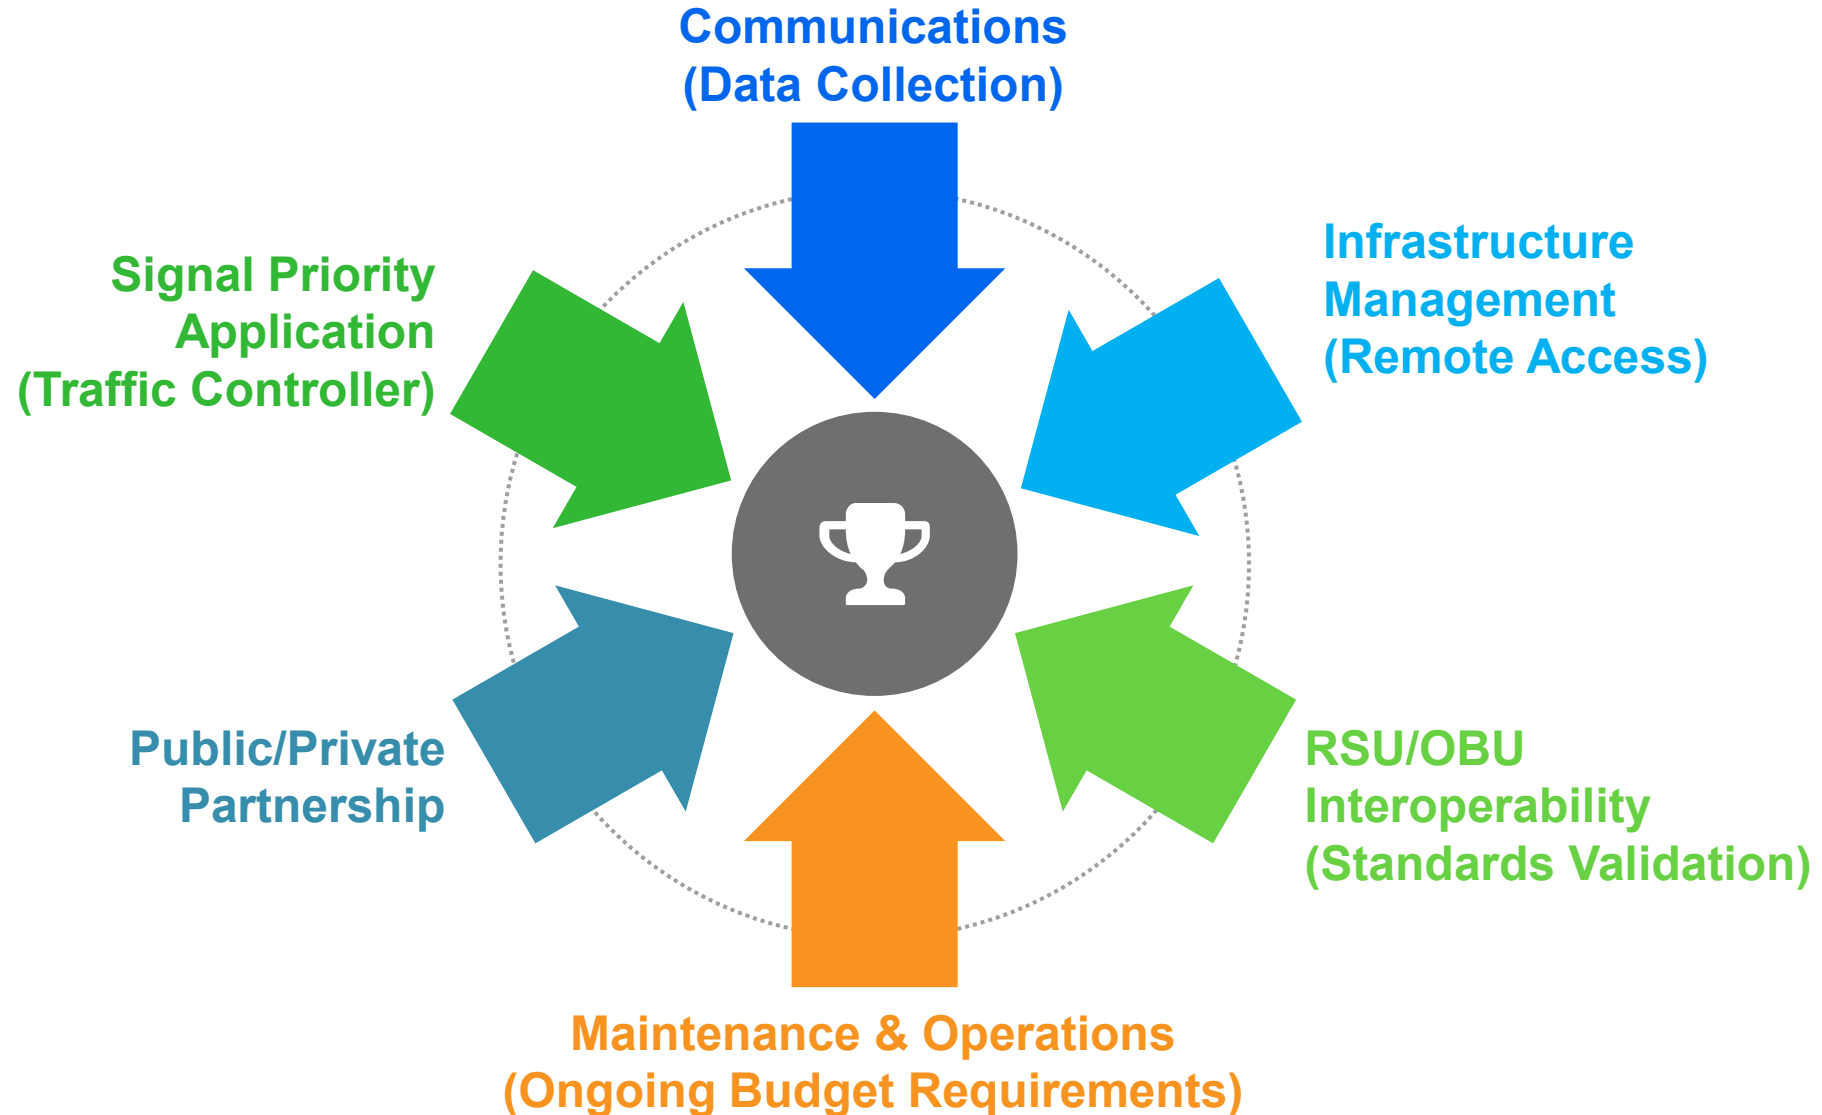 Communications
(Data Collection)
Infrastructure
Management
(Remote Access)
Signal Priority
Application
(Traffic Controller)
Public/Private
Partnership
RSU/OBU
Interoperability
(Standards Validation)
Maintenance & Operations
(Ongoing Budget Requirements)